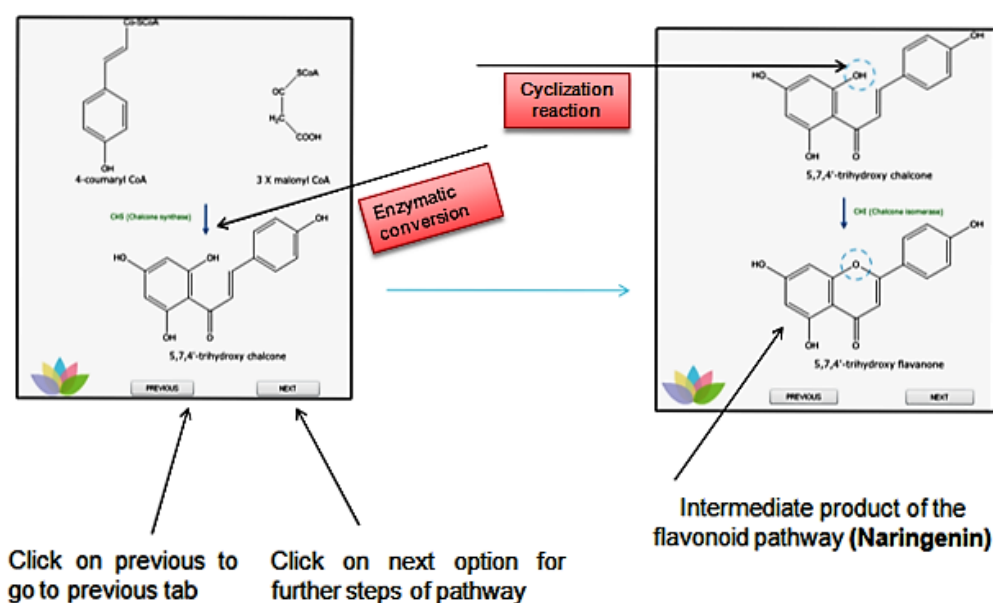 Co-SCoA
OH
4-coumaryl CoA
SCoA
OC
H₂C
COOH
3 X malonyl CoA
CHS (Chalcone synthase)
OH
HO
OH
OH
O
5,7,4'-trihydroxy chalcone
PREVIOUS
NEXT
Cyclization
reaction
Enzymatic
conversion
OH
HO
OH
OH
O
5,7,4'-trihydroxy chalcone
CHI (Chalcone isomerase)
OH
HO
O
OH
O
5,7,4'-trihydroxy flavanone
PREVIOUS
NEXT
Click on previous to
go to previous tab
Click on next option for
further steps of pathway
Intermediate product of the
flavonoid pathway (Naringenin)